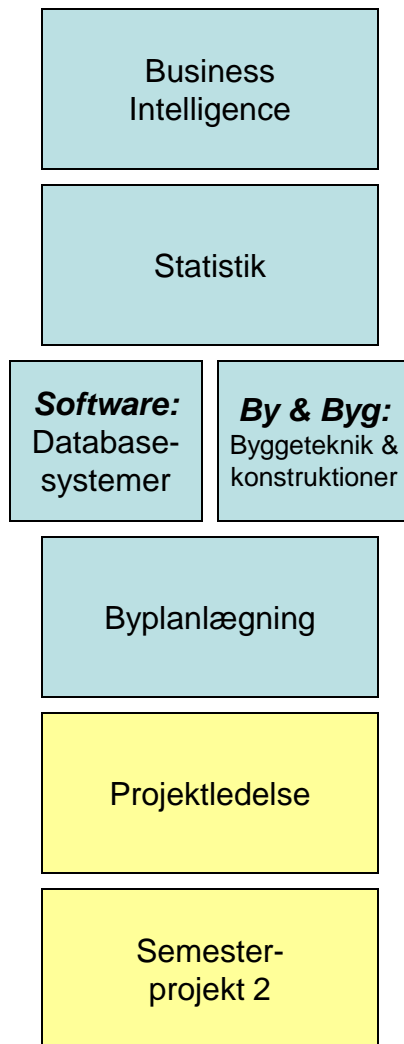 Business
Intelligence
Statistik
Software:
Database-
systemer
By & Byg:
Byggeteknik &
konstruktioner
Byplanlægning
Projektledelse
Semester-
projekt 2